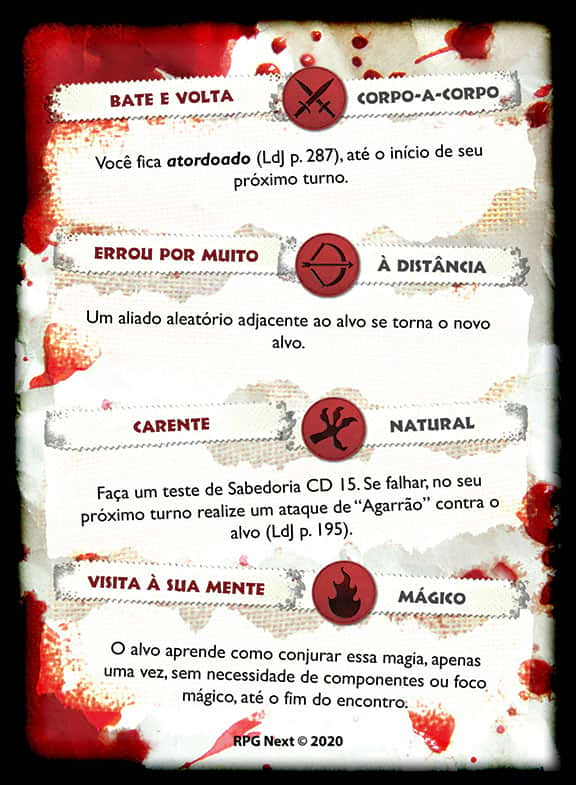 BATE E VOLTA CORPO-A-CORPO
Você fica atordoado (LdJ p. 287), até o início de seu
próximo turno.
ERROU POR MUITO À DISTÂNCIA
Um aliado aleatório adjacente ao alvo se torna o novo
alvo.
CARENTE NATURAL
Faça um teste de Sabedoria CD 15. Se falhar, no seu
próximo turno realize um ataque de “Agarrão” contra o
alvo (LdJ p. 195).
VISITA À SUA MENTE MÁGICO
O alvo aprende como conjurar essa magia, apenas
uma vez, sem necessidade de componentes ou foco
mágico, até o fim do encontro.
RPG Next © 2020